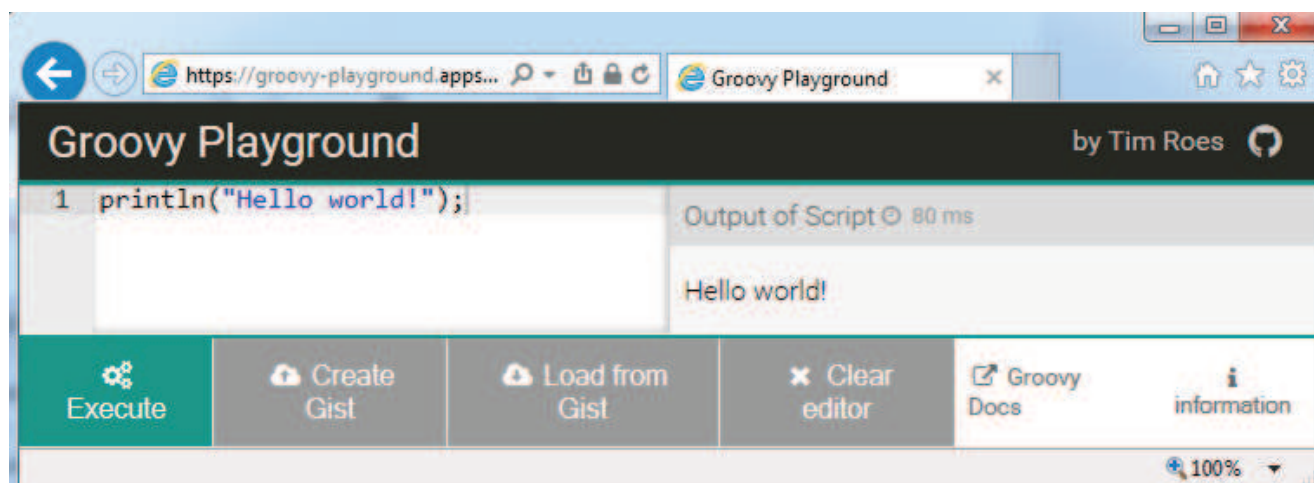 https://groovy-playground.apps...
Groovy Playground
Groovy Playground
by Tim Roes
1 println("Hello world!");
Output of Script 80 ms
Hello world!
Execute
Create
Gist
Load from
Gist
Clear
editor
Groovy
Docs
information
100%